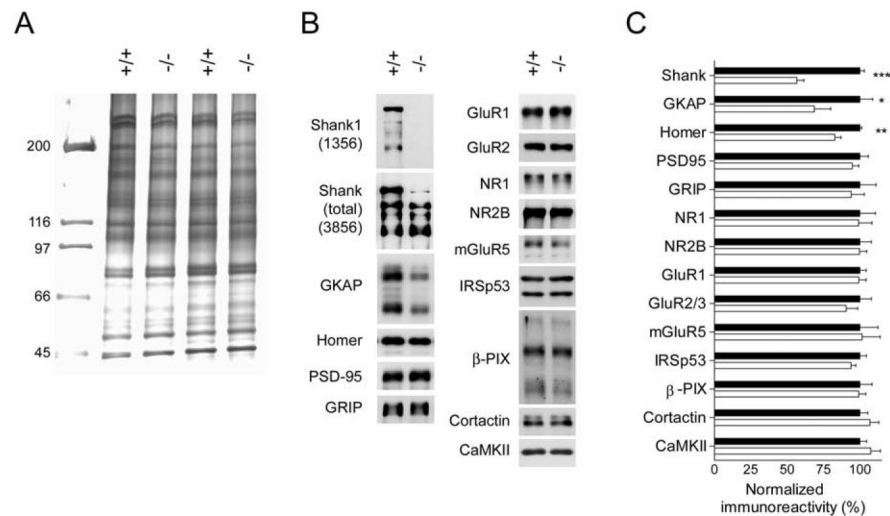 A
+/+ -/- +/+ -/-
200
116
97
66
45
B
+/+ -/-
Shank1
(1356)
Shank
(total)
(3856)
GKAP
Homer
PSD-95
GRIP
+/+ -/-
GluR1
GluR2
NR1
NR2B
mGluR5
IRSp53
β-PIX
Cortactin
CaMKII
C
Shank ***
GKAP *
Homer **
PSD95
GRIP
NR1
NR2B
GluR1
GluR2/3
mGluR5
IRSp53
β-PIX
Cortactin
CaMKII
0 25 50 75 100
Normalized
immunoreactivity (%)